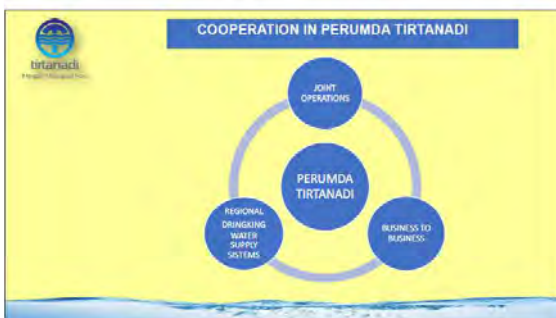 COOPERATION IN PERUMDA TIRTANADI
tirtanadi
JOINT
OPERATIONS
PERUMDA
TIRTANADI
REGIONAL
DRINGKING
WATER
SUPPLY
SISTEMS
BUSINESS TO
BUSINESS